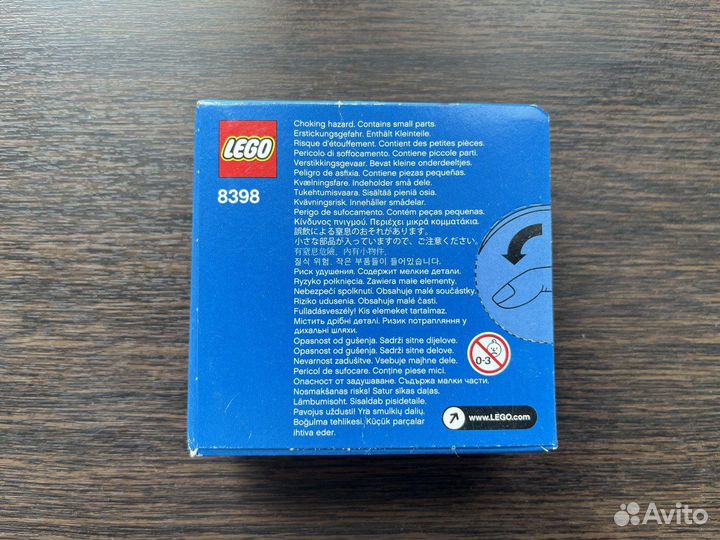 LEGO
8398
Choking hazard. Contains small parts.
Erstickungsgefahr. Enthält Kleinteile.
Risque d'étouffement. Contient des petites pièces.
Pericolo di soffocamento. Contiene piccole parti.
Verstikkingsgevaar. Bevat kleine onderdeeltjes.
Peligro de asfixia. Contiene piezas pequeñas.
Kvælningsfare. Indeholder små dele.
Tukehtumisvaara. Sisältää pieniä osia.
Kvävningsrisk. Innehåller smådelar.
Perigo de sufocamento. Contém peças pequenas.
Κίνδυνος πνιγμού. Περιέχει μικρά κομματάκια.
誤飲による窒息のおそれがあります。
小さな部品が入っていますので、ご注意ください。
有窒息危險, 內有小物件.
질식 위험. 작은 부품들이 들어있습니다.
Риск удушения. Содержит мелкие детали.
Ryzyko połknięcia. Zawiera małe elementy.
Nebezpečí spolknutí. Obsahuje malé součástky.
Riziko udusenia. Obsahuje malé časti.
Fulladásveszély! Kis elemeket tartalmaz.
Містить дрібні деталі. Ризик потрапляння у
дихальні шляхи.
Opasnost od gušenja. Sadrži sitne dijelove.
Opasnost od gušenja. Sadrži sitne delove.
Nevarnost zadušitve. Vsebuje majhne dele.
Pericol de sufocare. Conţine piese mici.
Опасност от задушаване. Съдържа малки части.
Nosmakšanas risks! Satur sīkas daļas.
Lämbumisoht. Sisaldab pisidetaile.
Pavojus uždusti! Yra smulkių dalių.
Boğulma tehlikesi. Küçük parçalar
ihtiva eder.
0-3
www.LEGO.com
Avito